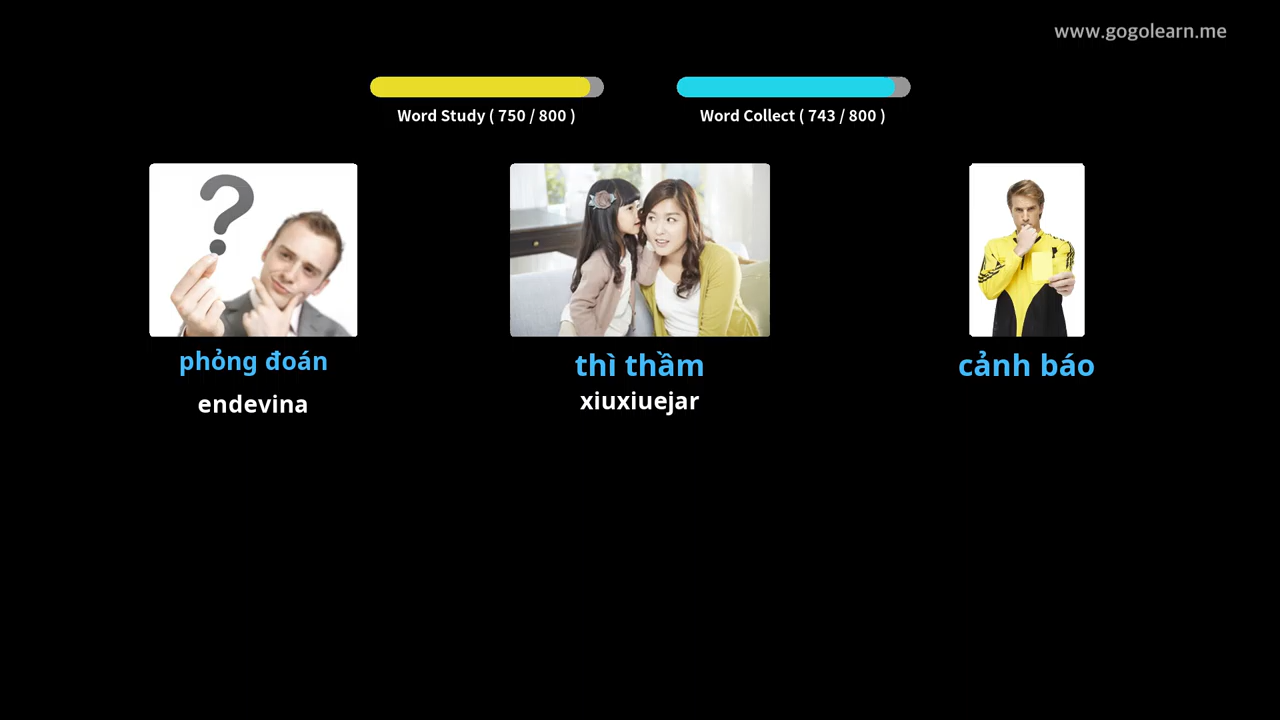 www.gogolearn.me
Word Study ( 750 / 800 )
Word Collect ( 743 / 800 )
phỏng đoán
endevina
thì thầm
xiuxiuejar
cảnh báo